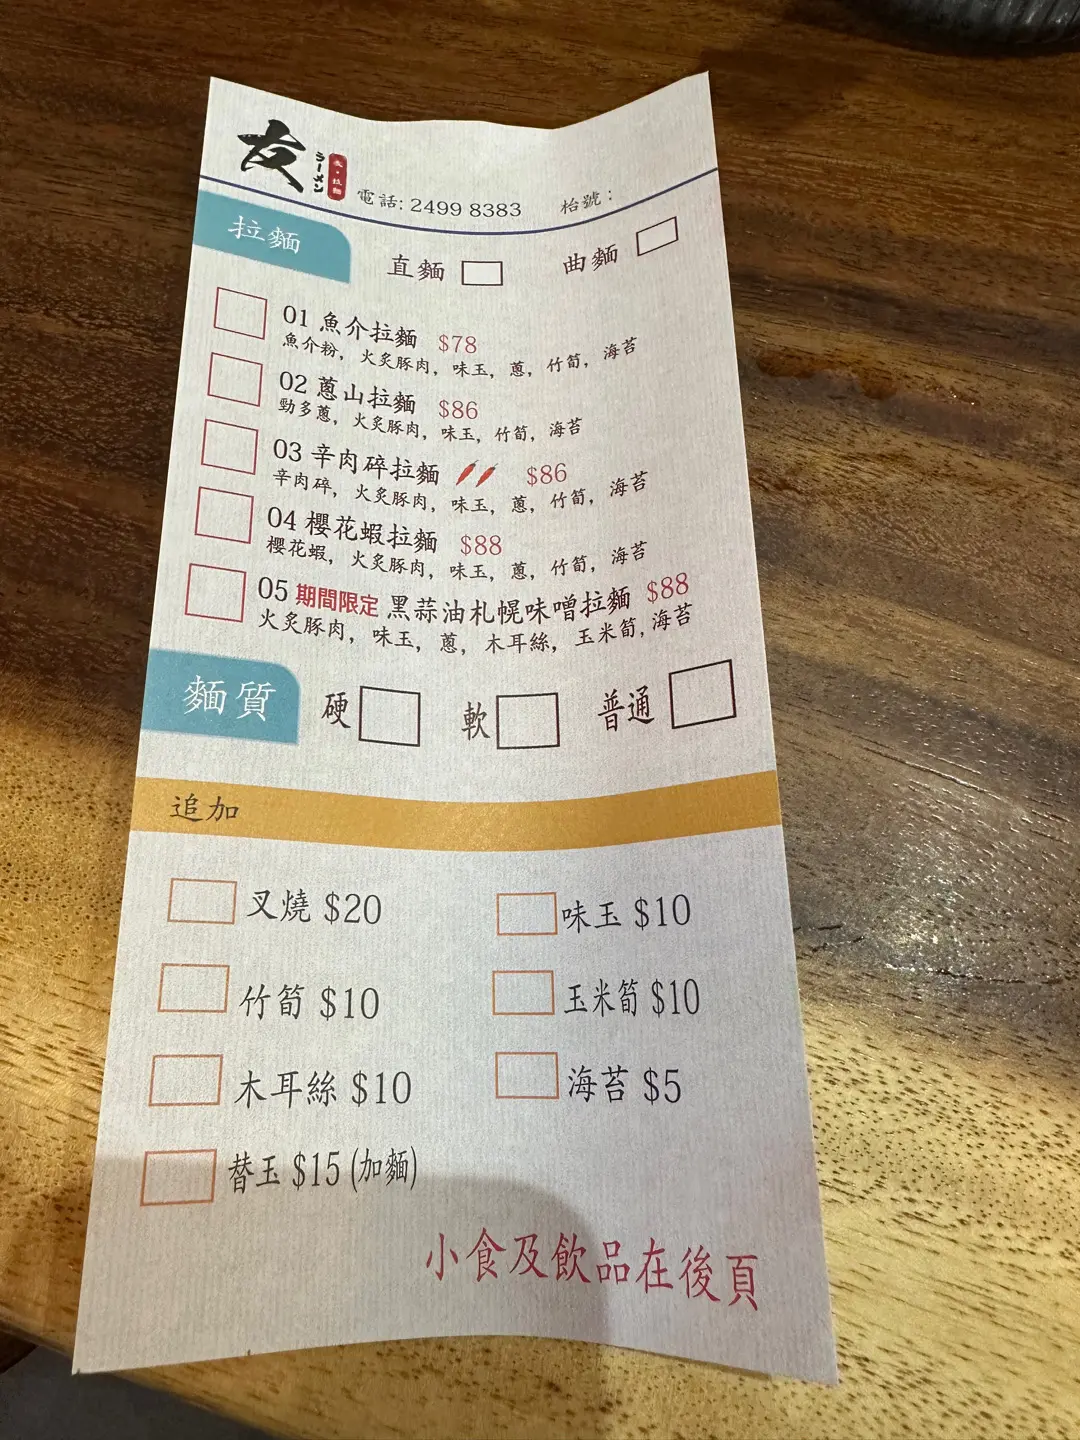 友
ラーメン
友・拉麵
電話: 2499 8383 枱號 :
拉麵
直麵 曲麵
01 魚介拉麵 $78
魚介粉, 火炙豚肉, 味玉, 蔥, 竹筍, 海苔
02 蔥山拉麵 $86
勁多蔥, 火炙豚肉, 味玉, 竹筍, 海苔
03 辛肉碎拉麵 $86
辛肉碎, 火炙豚肉, 味玉, 蔥, 竹筍, 海苔
04 櫻花蝦拉麵 $88
櫻花蝦, 火炙豚肉, 味玉, 蔥, 竹筍, 海苔
05 期間限定 黑蒜油札幌味噌拉麵 $88
火炙豚肉, 味玉, 蔥, 木耳絲, 玉米筍, 海苔
麵質 硬 軟 普通
追加
叉燒 $20 味玉 $10
竹筍 $10 玉米筍 $10
木耳絲 $10 海苔 $5
替玉 $15 (加麵)
小食及飲品在後頁